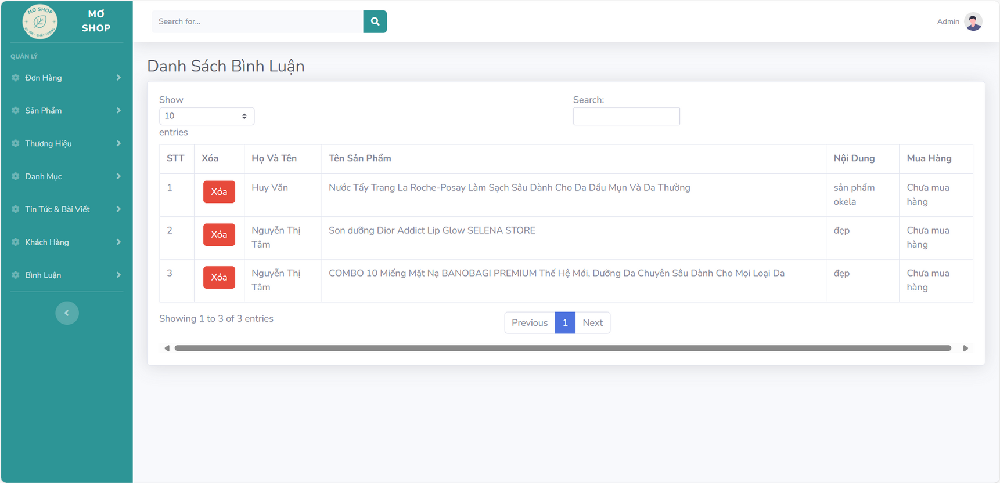 MƠ SHOP
UY TÍN - CHẤT LƯỢNG
MƠ
SHOP
Search for...
Admin
QUẢN LÝ
Đơn Hàng
Sản Phẩm
Thương Hiệu
Danh Mục
Tin Tức & Bài Viết
Khách Hàng
Bình Luận
Danh Sách Bình Luận
Show
10
entries
Search:
STT Xóa Họ Và Tên Tên Sản Phẩm Nội Dung Mua Hàng
1 Xóa Huy Văn Nước Tẩy Trang La Roche-Posay Làm Sạch Sâu Dành Cho Da Dầu Mụn Và Da Thường sản phẩm Chưa mua
okela hàng
2 Xóa Nguyễn Thị Son dưỡng Dior Addict Lip Glow SELENA STORE đẹp Chưa mua
Tâm hàng
3 Xóa Nguyễn Thị COMBO 10 Miếng Mặt Nạ BANOBAGI PREMIUM Thế Hệ Mới, Dưỡng Da Chuyên Sâu Dành Cho Mọi Loại Da đẹp Chưa mua
Tâm hàng
Showing 1 to 3 of 3 entries
Previous 1 Next